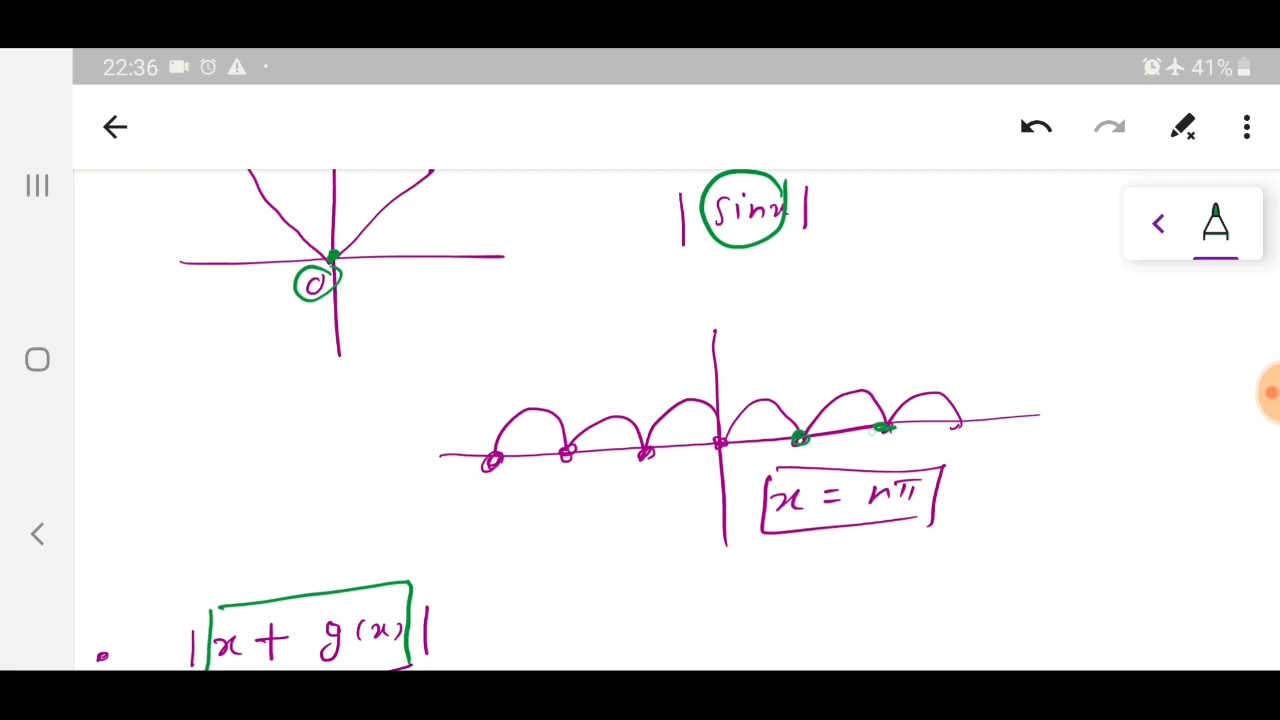 22:36 41%
| sinx |
0
x = nπ
|x + g(x)|